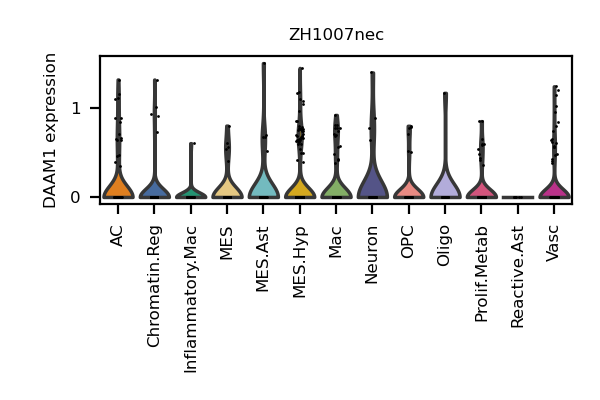 ZH1007nec
DAAM1 expression
1
0
AC
Chromatin.Reg
Inflammatory.Mac
MES
MES.Ast
MES.Hyp
Mac
Neuron
OPC
Oligo
Prolif.Metab
Reactive.Ast
Vasc